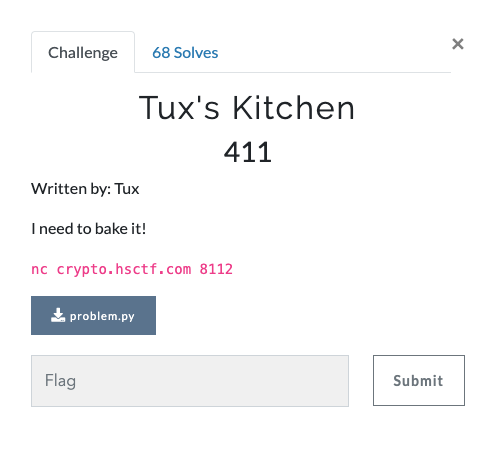 Challenge
68 Solves
×
Tux's Kitchen
411
Written by: Tux
I need to bake it!
nc crypto.hsctf.com 8112
problem.py
Flag
Submit